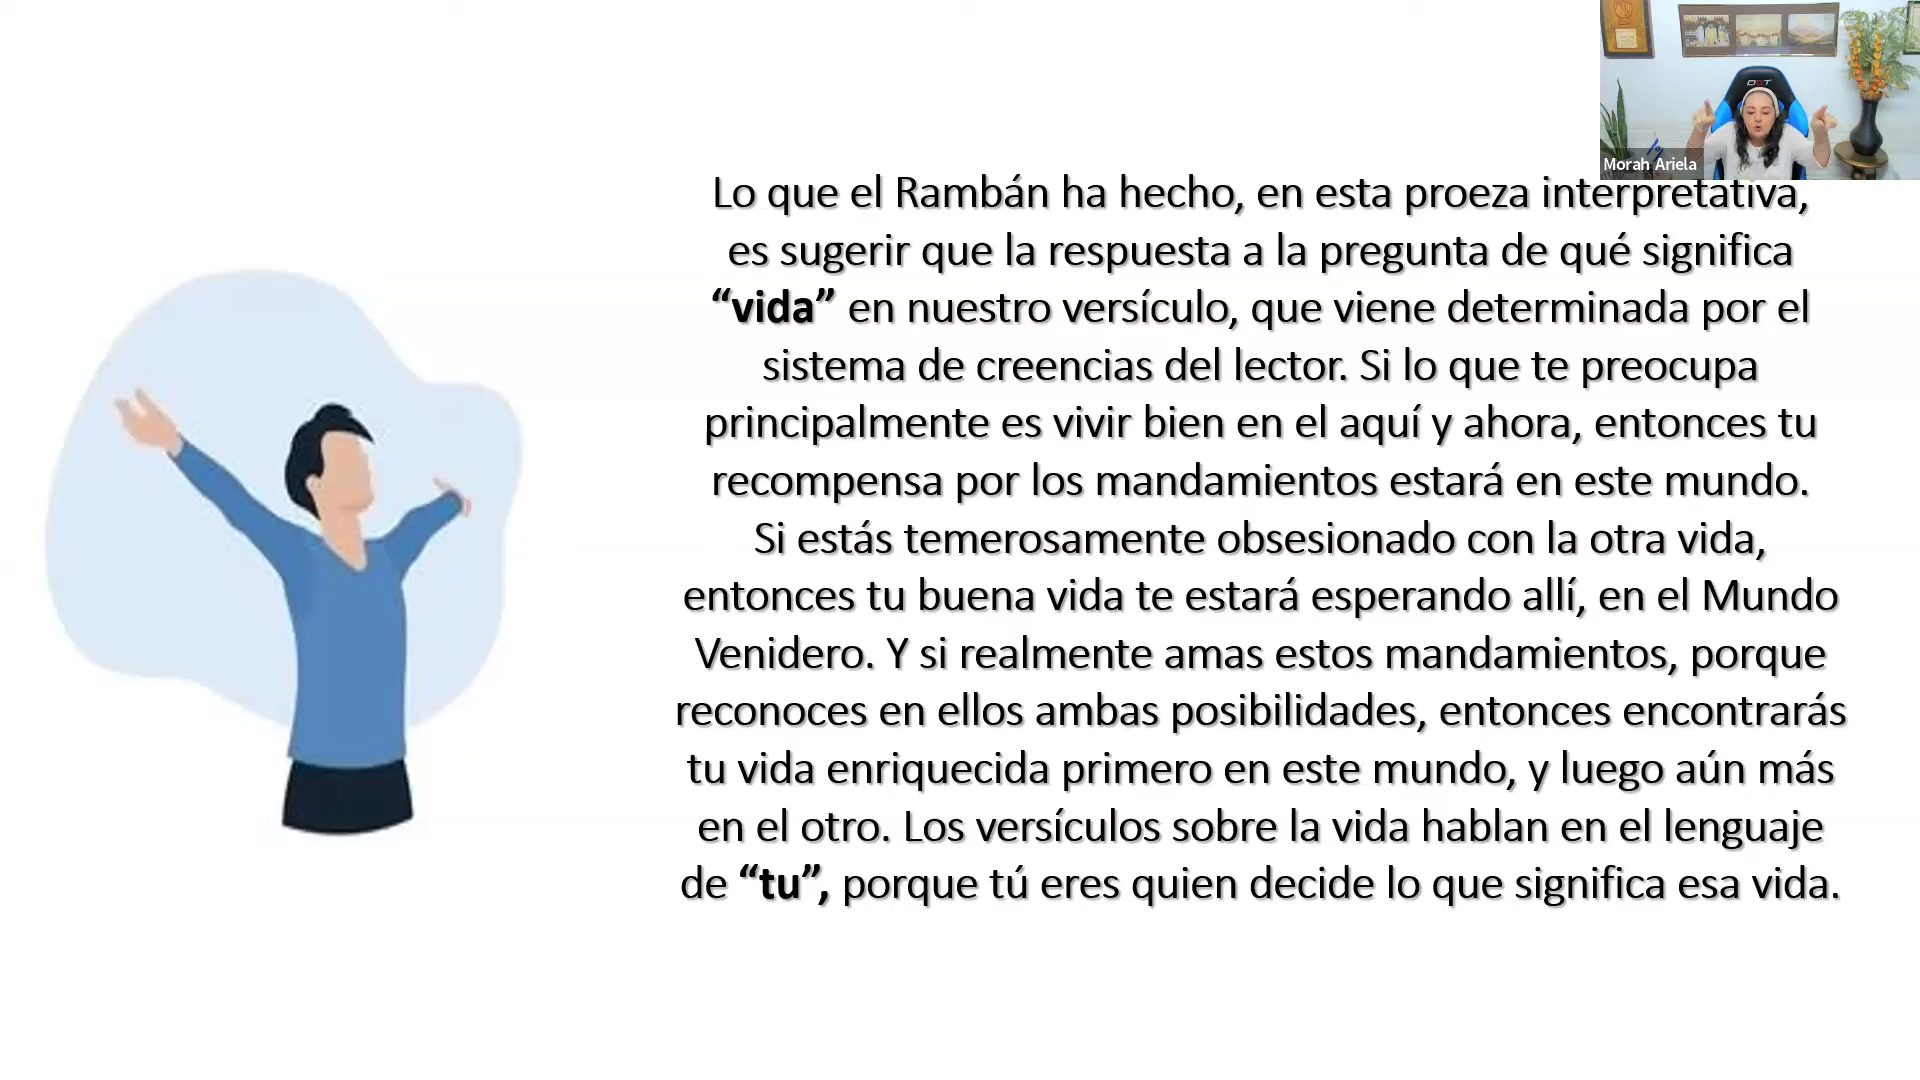 DXT
Morah Ariela
Lo que el Rambán ha hecho, en esta proeza interpretativa,
es sugerir que la respuesta a la pregunta de qué significa
“vida” en nuestro versículo, que viene determinada por el
sistema de creencias del lector. Si lo que te preocupa
principalmente es vivir bien en el aquí y ahora, entonces tu
recompensa por los mandamientos estará en este mundo.
Si estás temerosamente obsesionado con la otra vida,
entonces tu buena vida te estará esperando allí, en el Mundo
Venidero. Y si realmente amas estos mandamientos, porque
reconoces en ellos ambas posibilidades, entonces encontrarás
tu vida enriquecida primero en este mundo, y luego aún más
en el otro. Los versículos sobre la vida hablan en el lenguaje
de “tu”, porque tú eres quien decide lo que significa esa vida.